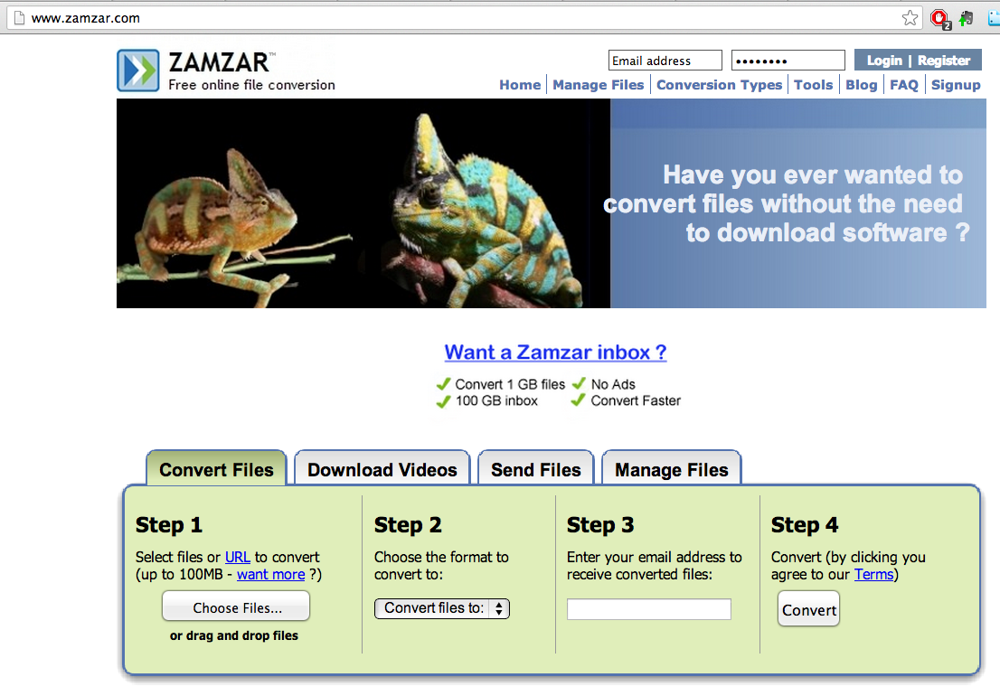 www.zamzar.com
2
ZAMZAR™
Free online file conversion
Email address
Login | Register
Home | Manage Files | Conversion Types | Tools | Blog | FAQ | Signup
Have you ever wanted to
convert files without the need
to download software ?
Want a Zamzar inbox ?
Convert 1 GB files No Ads
100 GB inbox Convert Faster
Convert Files Download Videos Send Files Manage Files
Step 1
Select files or URL to convert
(up to 100MB - want more ?)
Choose Files...
or drag and drop files
Step 2
Choose the format to
convert to:
Convert files to:
Step 3
Enter your email address to
receive converted files:
Step 4
Convert (by clicking you
agree to our Terms)
Convert